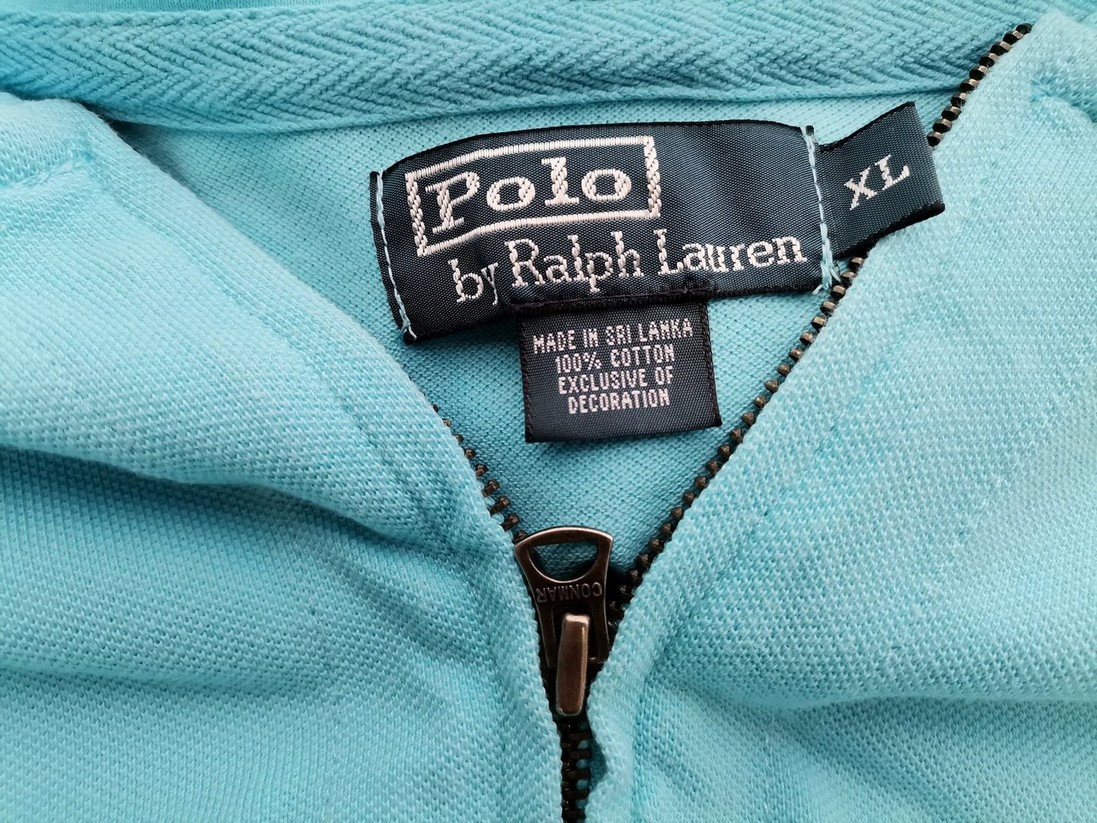 Polo
by Ralph Lauren
XL
MADE IN SRI LANKA
100% COTTON
EXCLUSIVE OF
DECORATION
CONMAR